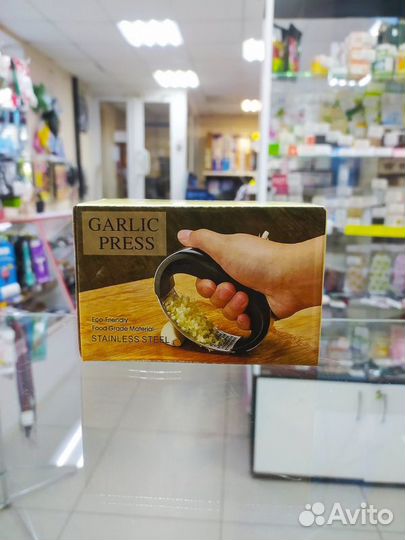 GARLIC
PRESS
Eco-Friendly
Food Grade Material
STAINLESS STEEL
Avito